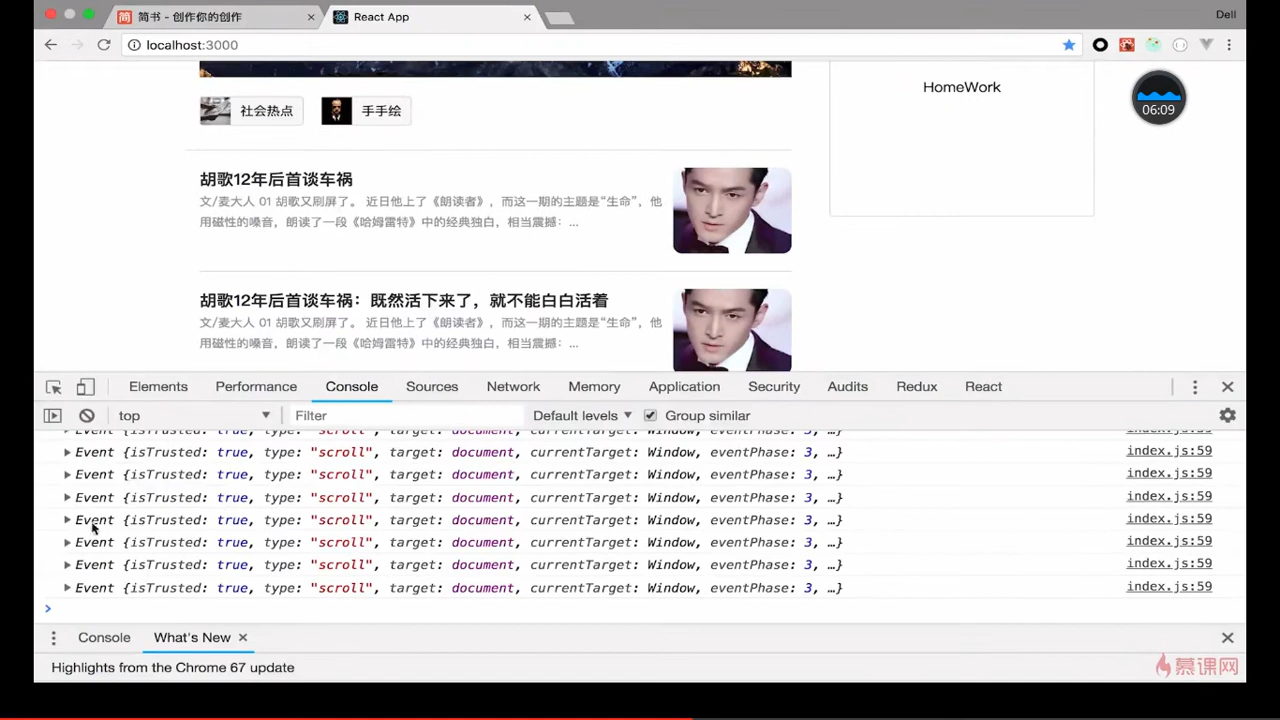 简书 - 创作你的创作
React App
Dell
localhost:3000
社会热点
手手绘
HomeWork
06:09
胡歌12年后首谈车祸
文/麦大人 01 胡歌又刷屏了。 近日他上了《朗读者》，而这一期的主题是“生命”，他
用磁性的嗓音，朗读了一段《哈姆雷特》中的经典独白，相当震撼：...
胡歌12年后首谈车祸：既然活下来了，就不能白白活着
文/麦大人 01 胡歌又刷屏了。 近日他上了《朗读者》，而这一期的主题是“生命”，他
用磁性的嗓音，朗读了一段《哈姆雷特》中的经典独白，相当震撼：...
Elements Performance Console Sources Network Memory Application Security Audits Redux React
top Filter Default levels Group similar
Event {isTrusted: true, type: "scroll", target: document, currentTarget: Window, eventPhase: 3, …} index.js:59
Event {isTrusted: true, type: "scroll", target: document, currentTarget: Window, eventPhase: 3, …} index.js:59
Event {isTrusted: true, type: "scroll", target: document, currentTarget: Window, eventPhase: 3, …} index.js:59
Event {isTrusted: true, type: "scroll", target: document, currentTarget: Window, eventPhase: 3, …} index.js:59
Event {isTrusted: true, type: "scroll", target: document, currentTarget: Window, eventPhase: 3, …} index.js:59
Event {isTrusted: true, type: "scroll", target: document, currentTarget: Window, eventPhase: 3, …} index.js:59
Event {isTrusted: true, type: "scroll", target: document, currentTarget: Window, eventPhase: 3, …} index.js:59
Event {isTrusted: true, type: "scroll", target: document, currentTarget: Window, eventPhase: 3, …} index.js:59
>
Console What's New
Highlights from the Chrome 67 update
慕课网